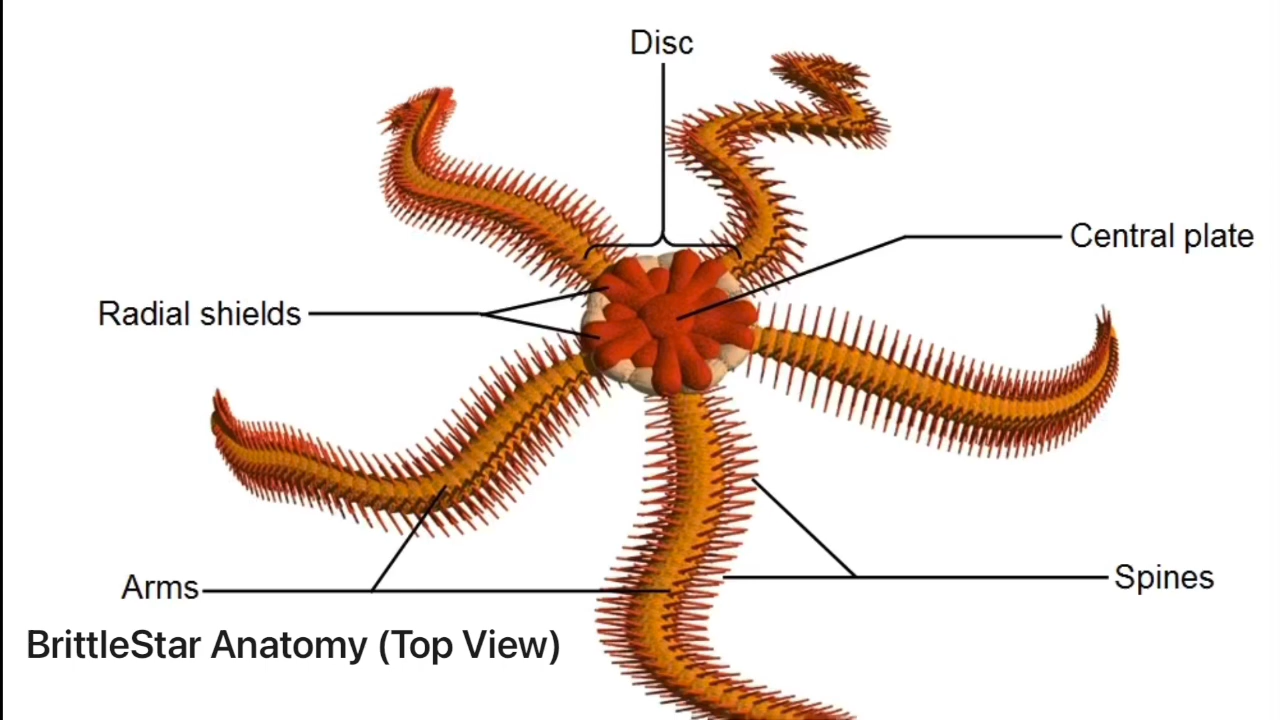 Disc
Central plate
Radial shields
Spines
Arms
BrittleStar Anatomy (Top View)